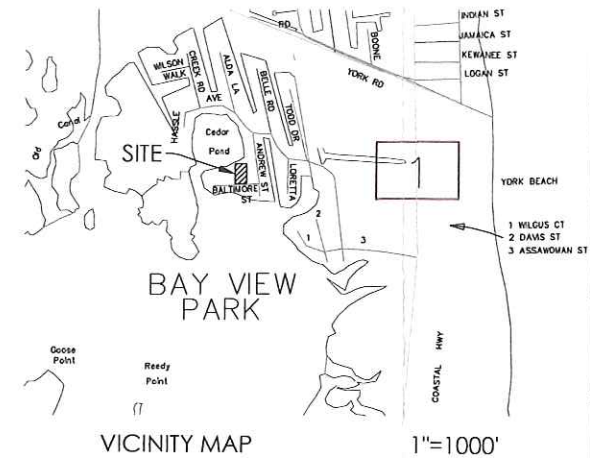 INDIAN ST
JAMAICA ST
KEWANEE ST
LOGAN ST
RD
BOONE
YORK RD
WILSON
WALK
CREEK RD
ALDA LA
BELLE RD
TODD DR
AVE
HASSLE
Old Canal
Cedar
Pond
SITE
ANDREW ST
LORETTA
BALTIMORE
ST
1
YORK BEACH
1 WILGUS CT
2 DAVIS ST
3 ASSAWOMAN ST
2
1
3
BAY VIEW
PARK
COASTAL HWY
Goose
Point
Reedy
Point
VICINITY MAP
1"=1000'